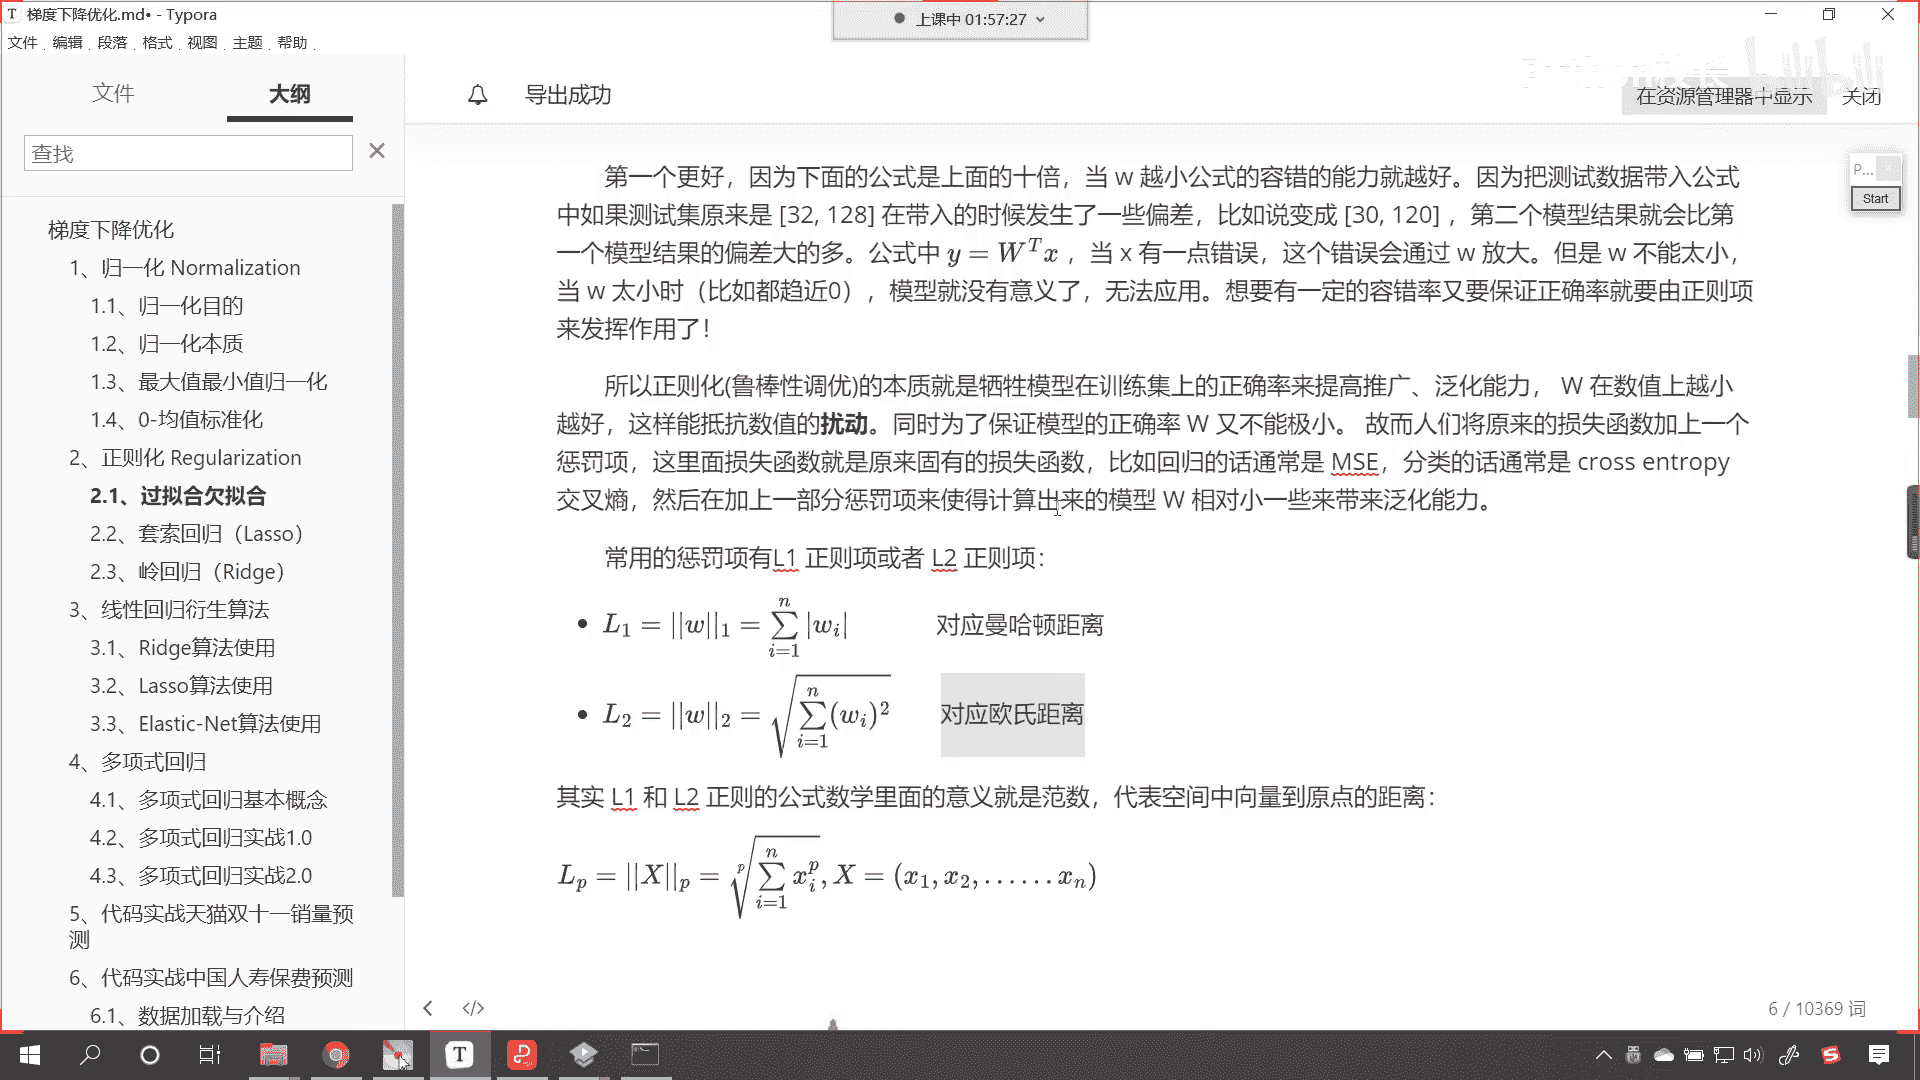 梯度下降优化.md• - Typora
上课中 01:57:27
文件 编辑 段落 格式 视图 主题 帮助
文件 大纲
导出成功
在资源管理器中显示 关闭
查找
P...
Start
梯度下降优化
1、归一化 Normalization
1.1、归一化目的
1.2、归一化本质
1.3、最大值最小值归一化
1.4、0-均值标准化
2、正则化 Regularization
2.1、过拟合欠拟合
2.2、套索回归（Lasso）
2.3、岭回归（Ridge）
3、线性回归衍生算法
3.1、Ridge算法使用
3.2、Lasso算法使用
3.3、Elastic-Net算法使用
4、多项式回归
4.1、多项式回归基本概念
4.2、多项式回归实战1.0
4.3、多项式回归实战2.0
5、代码实战天猫双十一销量预
测
6、代码实战中国人寿保费预测
6.1、数据加载与介绍
第一个更好，因为下面的公式是上面的十倍，当 w 越小公式的容错的能力就越好。因为把测试数据带入公式
中如果测试集原来是 [32, 128] 在带入的时候发生了一些偏差，比如说变成 [30, 120] ，第二个模型结果就会比第
一个模型结果的偏差大的多。公式中 y = W^T x ，当 x 有一点错误，这个错误会通过 w 放大。但是 w 不能太小，
当 w 太小时（比如都趋近0），模型就没有意义了，无法应用。想要有一定的容错率又要保证正确率就要由正则项
来发挥作用了！
所以正则化(鲁棒性调优)的本质就是牺牲模型在训练集上的正确率来提高推广、泛化能力， W 在数值上越小
越好，这样能抵抗数值的扰动。同时为了保证模型的正确率 W 又不能极小。 故而人们将原来的损失函数加上一个
惩罚项，这里面损失函数就是原来固有的损失函数，比如回归的话通常是 MSE，分类的话通常是 cross entropy
交叉熵，然后在加上一部分惩罚项来使得计算出来的模型 W 相对小一些来带来泛化能力。
常用的惩罚项有L1 正则项或者 L2 正则项：
• L_1 = ||w||_1 = \sum_{i=1}^{n} |w_i| 对应曼哈顿距离
• L_2 = ||w||_2 = \sqrt{\sum_{i=1}^{n} (w_i)^2} 对应欧氏距离
其实 L1 和 L2 正则的公式数学里面的意义就是范数，代表空间中向量到原点的距离：
L_p = ||X||_p = \sqrt[p]{\sum_{i=1}^{n} x_i^p}, X = (x_1, x_2, ...... x_n)
6 / 10369 词